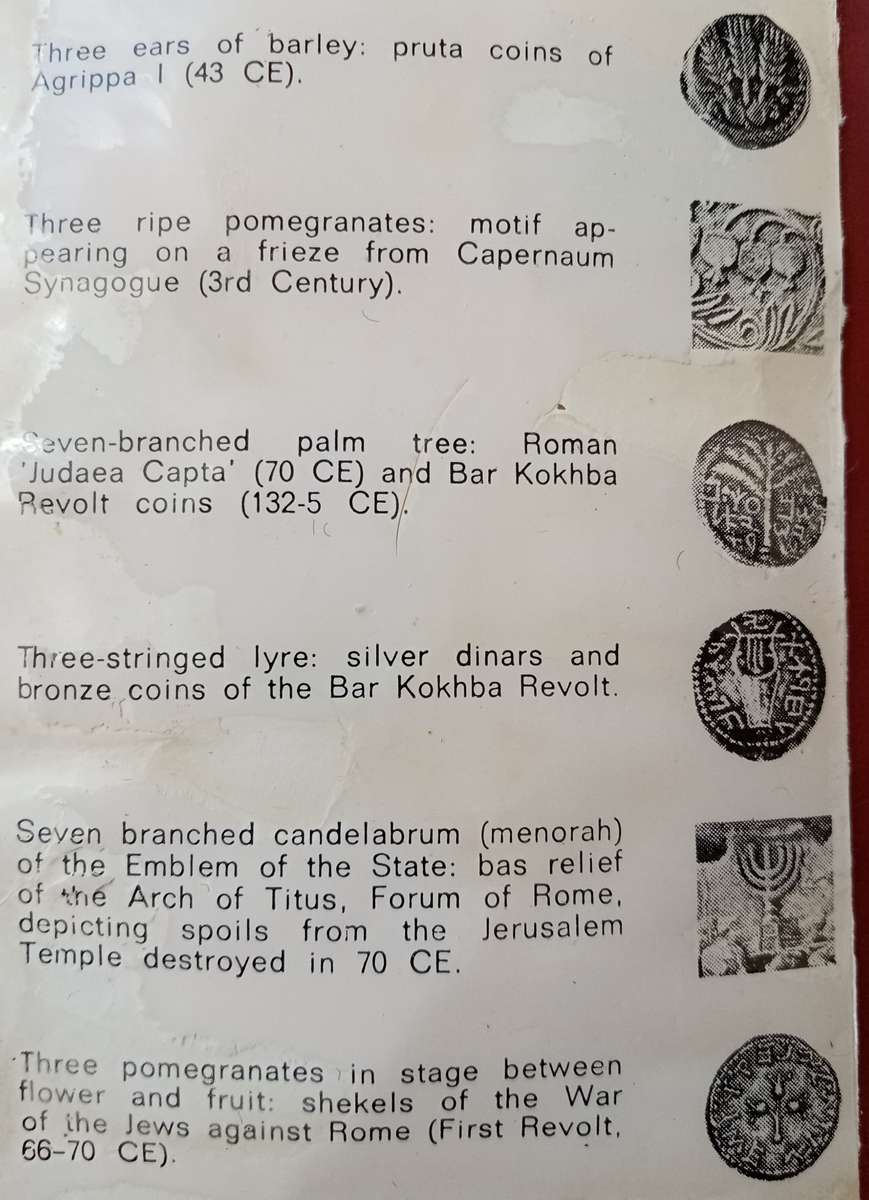 Three ears of barley: pruta coins of
Agrippa I (43 CE).
Three ripe pomegranates: motif ap-
pearing on a frieze from Capernaum
Synagogue (3rd Century).
Seven-branched palm tree: Roman
'Judaea Capta' (70 CE) and Bar Kokhba
Revolt coins (132-5 CE).
Three-stringed lyre: silver dinars and
bronze coins of the Bar Kokhba Revolt.
Seven branched candelabrum (menorah)
of the Emblem of the State: bas relief
of the Arch of Titus, Forum of Rome,
depicting spoils from the Jerusalem
Temple destroyed in 70 CE.
Three pomegranates in stage between
flower and fruit: shekels of the War
of the Jews against Rome (First Revolt,
66–70 CE).